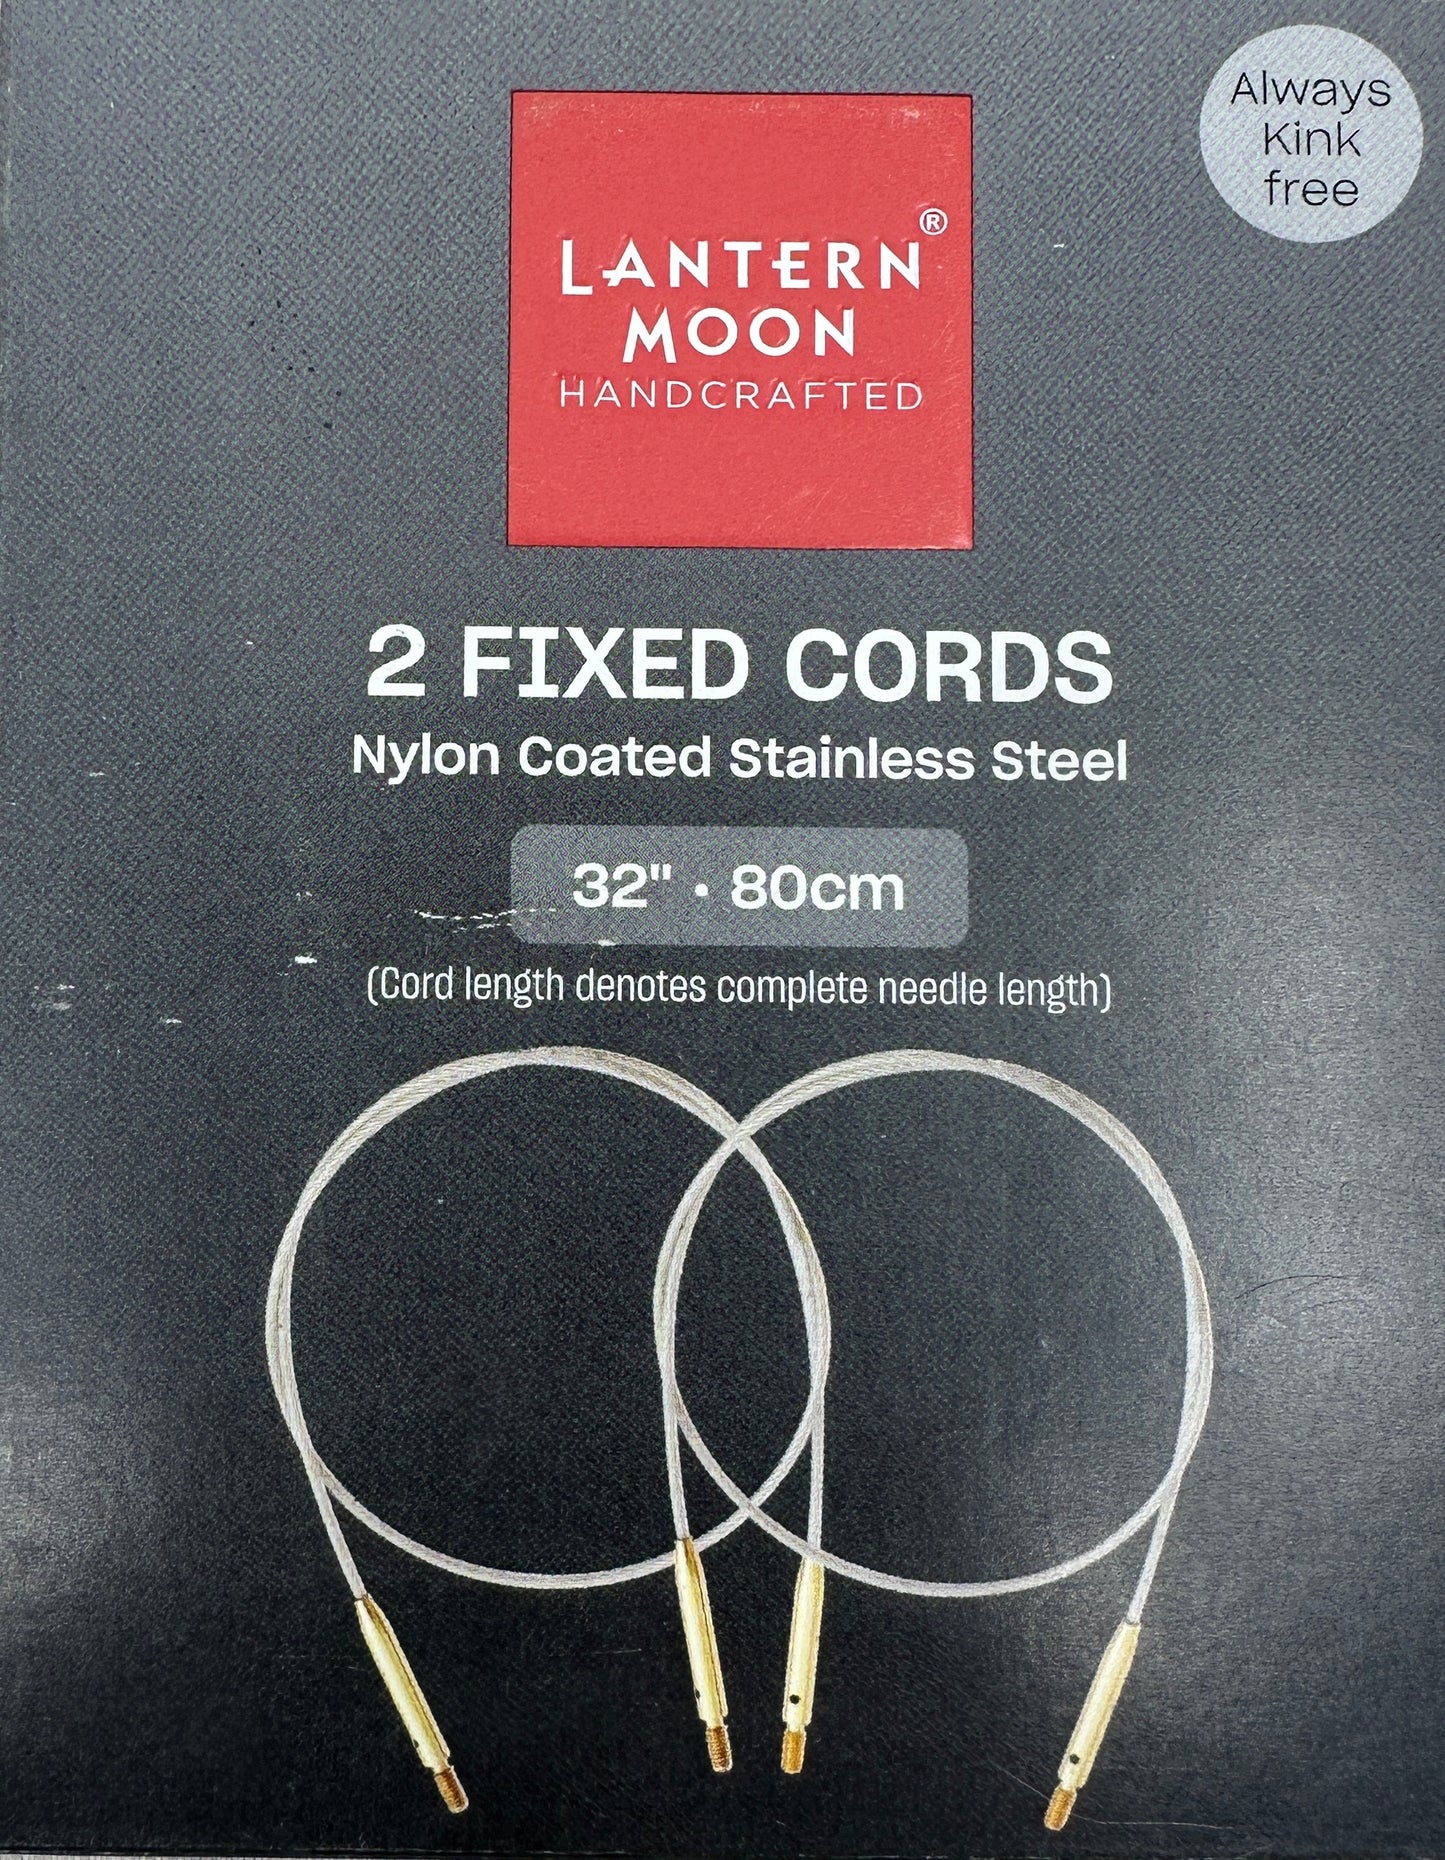 Always
Kink
free
LANTERN®
MOON
HANDCRAFTED
2 FIXED CORDS
Nylon Coated Stainless Steel
32" • 80cm
(Cord length denotes complete needle length)